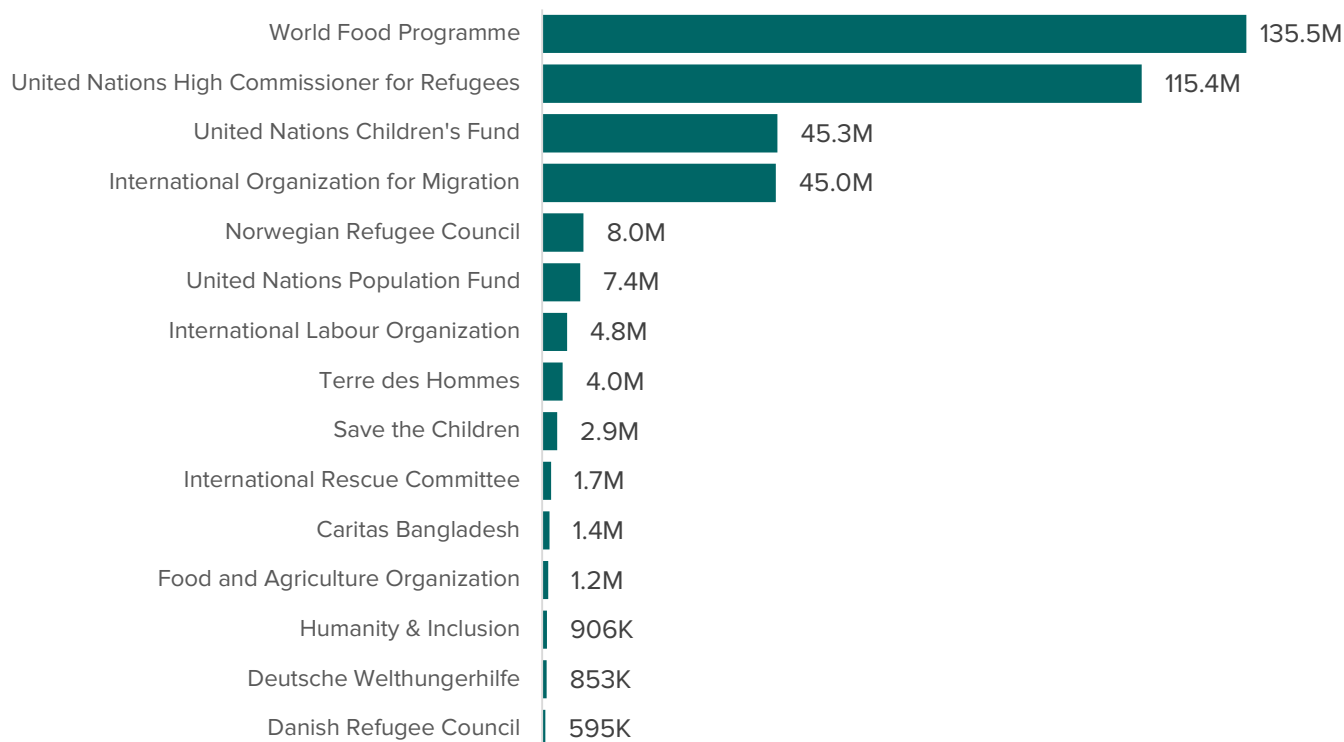 World Food Programme 135.5M
United Nations High Commissioner for Refugees 115.4M
United Nations Children's Fund 45.3M
International Organization for Migration 45.0M
Norwegian Refugee Council 8.0M
United Nations Population Fund 7.4M
International Labour Organization 4.8M
Terre des Hommes 4.0M
Save the Children 2.9M
International Rescue Committee 1.7M
Caritas Bangladesh 1.4M
Food and Agriculture Organization 1.2M
Humanity & Inclusion 906K
Deutsche Welthungerhilfe 853K
Danish Refugee Council 595K